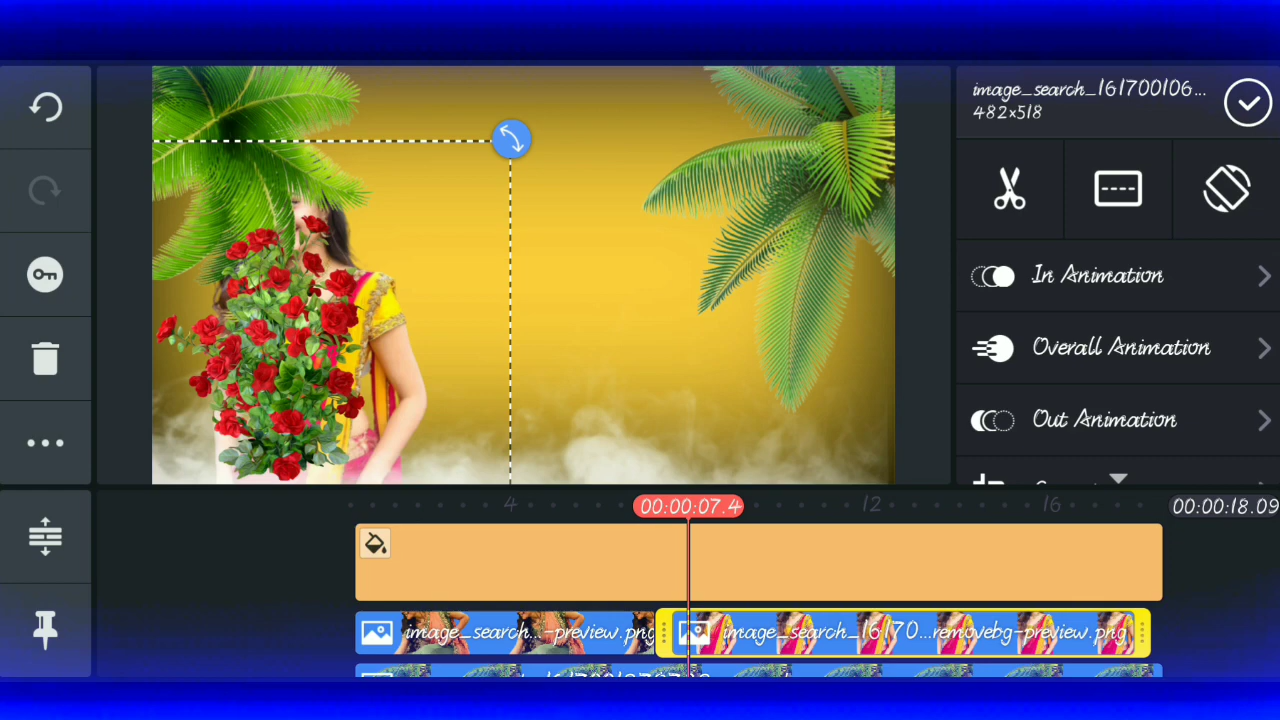 image_search_161700106...
482×518
In Animation
Overall Animation
Out Animation
4
00:00:07.4
12
16
00:00:18.09
image_search...-preview.png
image_search_16170...removebg-preview.png